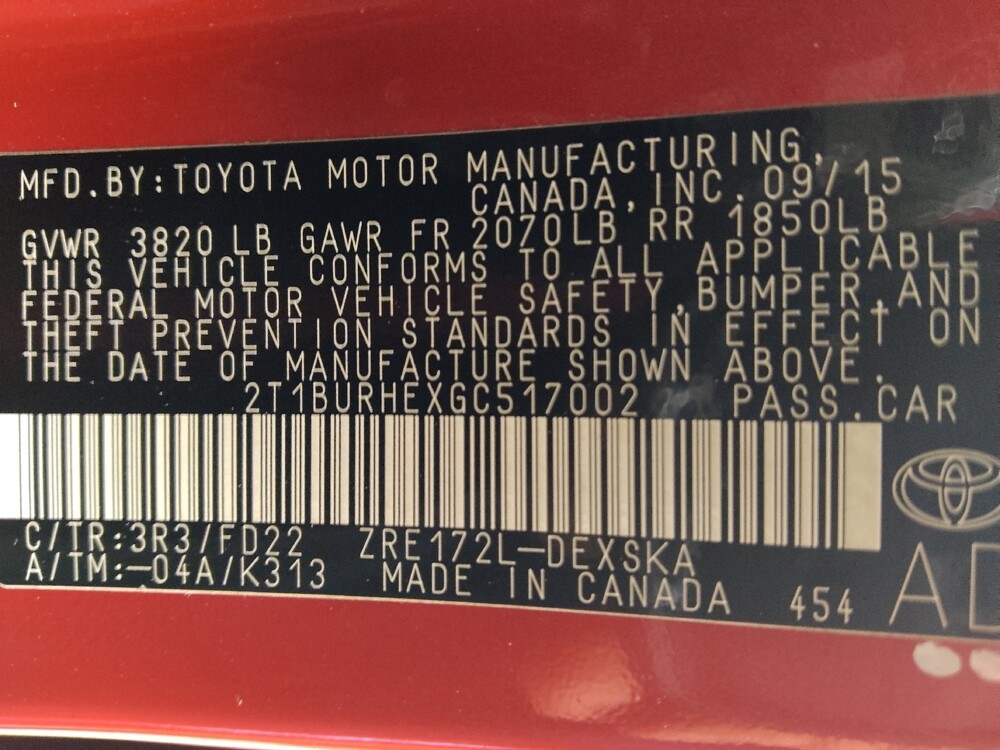 MFD.BY:TOYOTA MOTOR MANUFACTURING,
CANADA, INC. 09/15
GVWR 3820 LB GAWR FR 2070LB RR 1850LB
THIS VEHICLE CONFORMS TO ALL APPLICABLE
FEDERAL MOTOR VEHICLE SAFETY,BUMPER,AND
THEFT PREVENTION STANDARDS IN EFFECT ON
THE DATE OF MANUFACTURE SHOWN ABOVE.
2T1BURHEXGC517002 PASS.CAR
C/TR:3R3/FD22 ZRE172L-DEXSKA
A/TM:-04A/K313 MADE IN CANADA 454